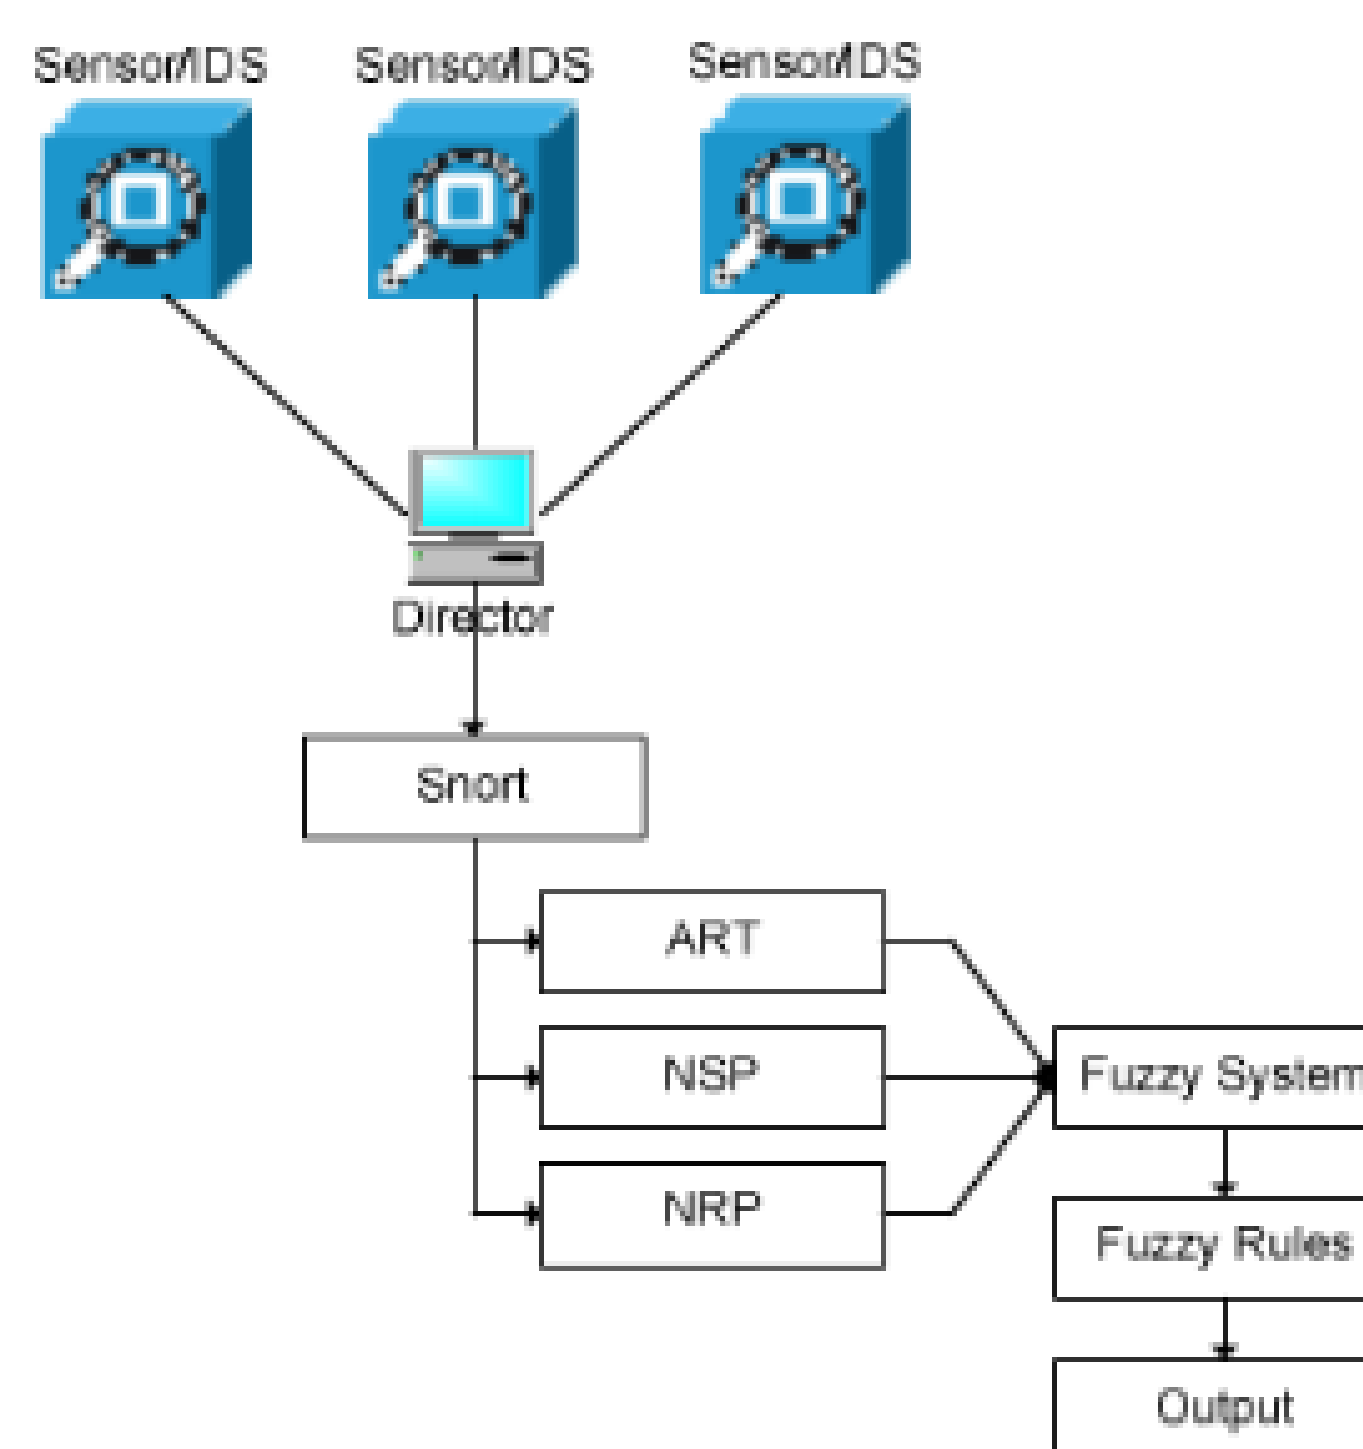 Sensor/IDS Sensor/IDS Sensor/IDS
Director
Snort
ART
NSP
Fuzzy System
NRP
Fuzzy Rules
Output